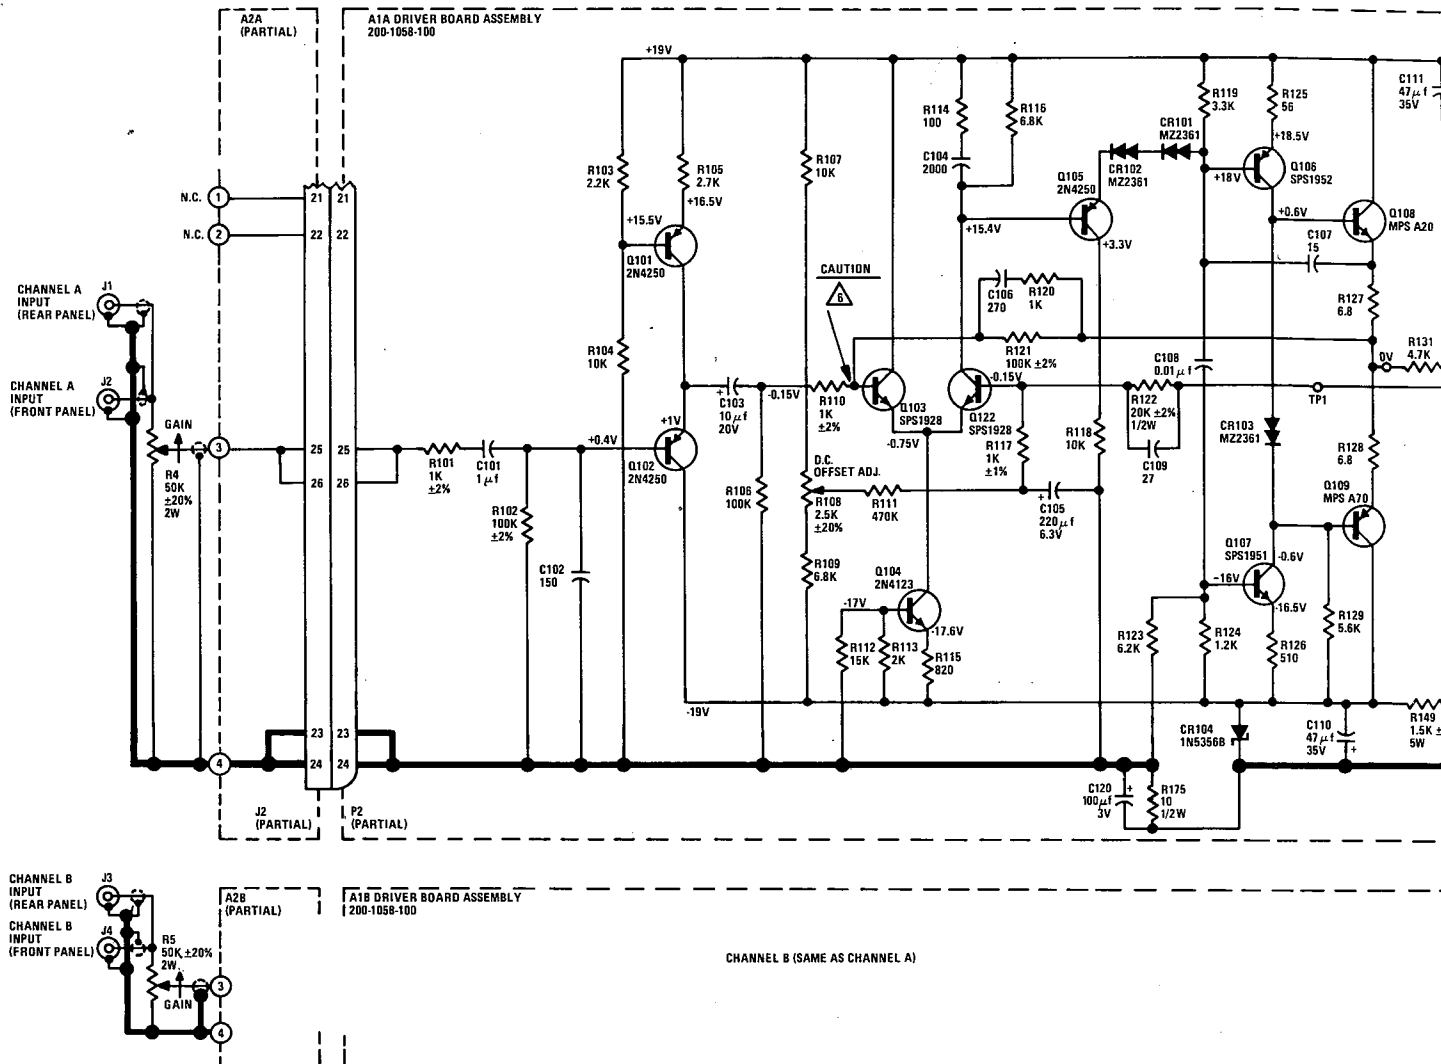 A2A
(PARTIAL)
A1A DRIVER BOARD ASSEMBLY
200-1058-100
+19V
C111
47µf
35V
R114
100
R116
6.8K
R119
3.3K
R125
56
CR101
MZ2361
+18.5V
R103
2.2K
R105
2.7K
R107
10K
C104
2000
CR102
MZ2361
Q105
2N4250
+18V
Q106
SPS1952
N.C.
1
21
21
+16.5V
+15.5V
+15.4V
+0.6V
Q108
MPS A20
N.C.
2
22
22
+3.3V
C107
15
Q101
2N4250
CAUTION
6
CHANNEL A
INPUT
(REAR PANEL)
J1
C106
270
R120
1K
R127
6.8
R104
10K
R121
100K ±2%
C108
0.01µf
R131
4.7K
0V
CHANNEL A
INPUT
(FRONT PANEL)
J2
-0.15V
-0.15V
+
C103
10µf
20V
R110
1K
±2%
Q103
SPS1928
Q122
SPS1928
R122
20K ±2%
1/2W
TP1
GAIN
3
+1V
+0.4V
-0.75V
R117
1K
±1%
R118
10K
CR103
MZ2361
R128
6.8
25
25
R101
1K
±2%
C101
1µf
Q102
2N4250
D.C.
OFFSET ADJ.
C109
27
R4
50K
±20%
2W
26
26
R106
100K
R108
2.5K
±20%
R111
470K
+
C105
220µf
6.3V
Q109
MPS A70
R102
100K
±2%
Q107
SPS1951
-0.6V
C102
150
R109
6.8K
Q104
2N4123
-16V
-17V
-16.5V
-17.6V
R112
15K
R113
2K
R115
820
R123
6.2K
R124
1.2K
R126
510
R129
5.6K
-19V
23
23
CR104
1N5356B
C110
47µf
35V
+
R149
1.5K ±
5W
4
24
24
C120
100µf
3V
+
R175
10
1/2W
J2
(PARTIAL)
P2
(PARTIAL)
CHANNEL B
INPUT
(REAR PANEL)
J3
A2B
(PARTIAL)
A1B DRIVER BOARD ASSEMBLY
200-1058-100
CHANNEL B
INPUT
(FRONT PANEL)
J4
R5
50K ±20%
2W
CHANNEL B (SAME AS CHANNEL A)
3
GAIN
4